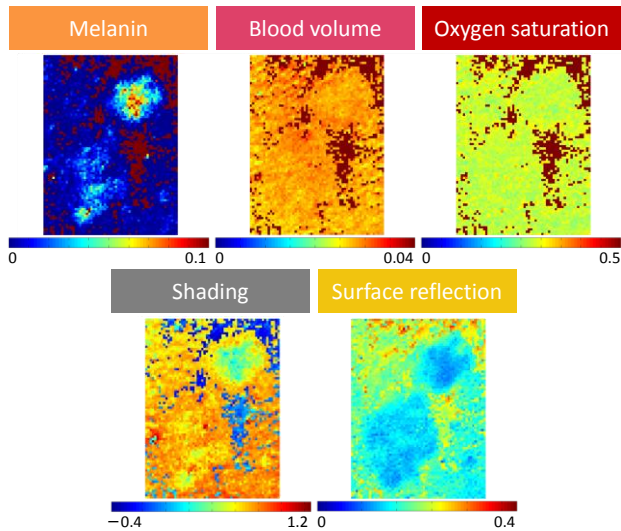 Melanin
Blood volume
Oxygen saturation
0 0.1
0 0.04
0 0.5
Shading
Surface reflection
−0.4 1.2
0 0.4